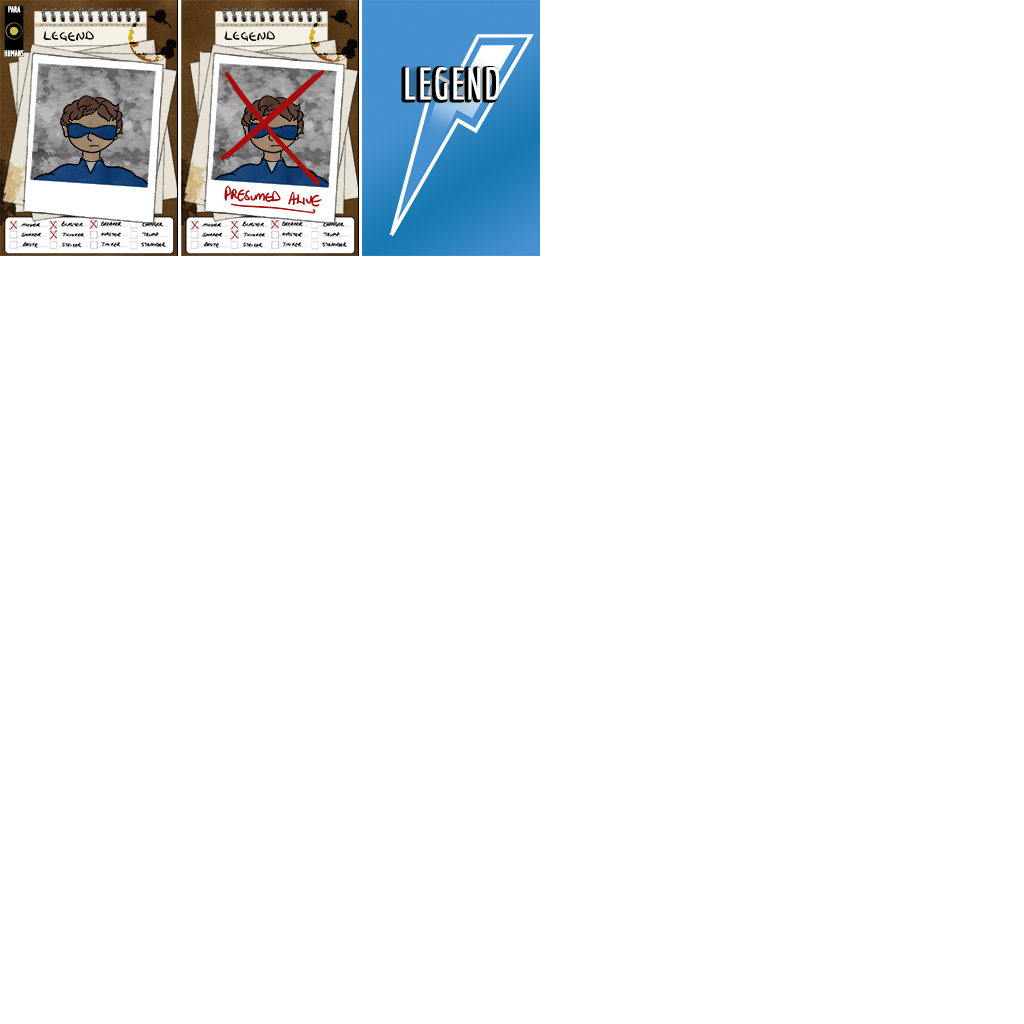 PARA
HUMANS
LEGEND
MOVER BLASTER BREAKER CHANGER
SHAKER THINKER MASTER TRUMP
BRUTE STRIKER TINKER STRANGER
LEGEND
PRESUMED ALIVE
MOVER BLASTER BREAKER CHANGER
SHAKER THINKER MASTER TRUMP
BRUTE STRIKER TINKER STRANGER
LEGEND